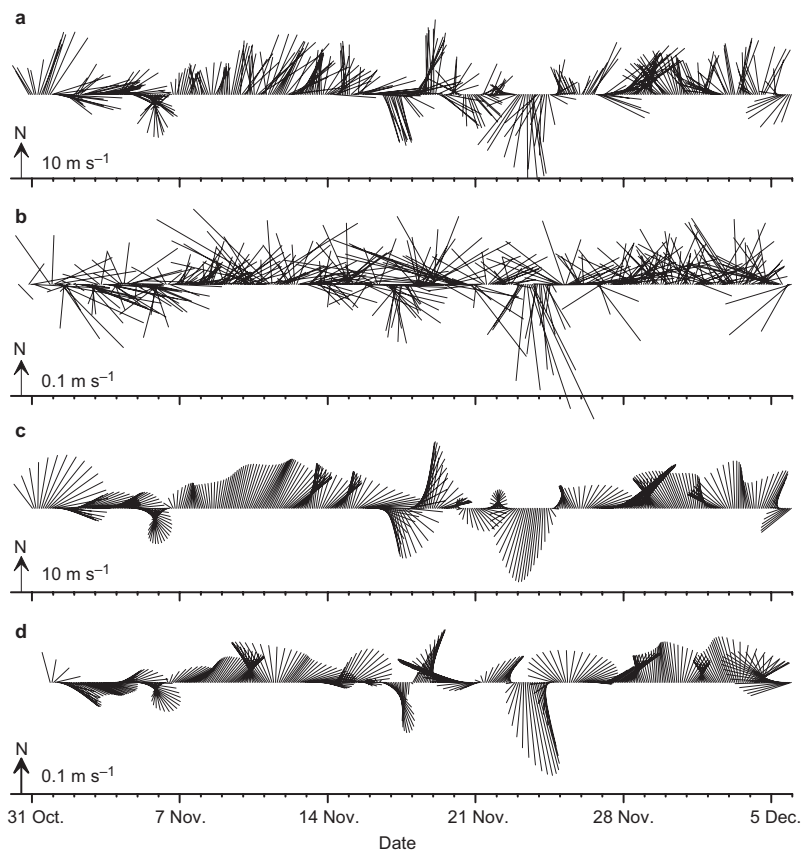 a
N
10 m s⁻¹
b
N
0.1 m s⁻¹
c
N
10 m s⁻¹
d
N
0.1 m s⁻¹
31 Oct. 7 Nov. 14 Nov. 21 Nov. 28 Nov. 5 Dec.
Date